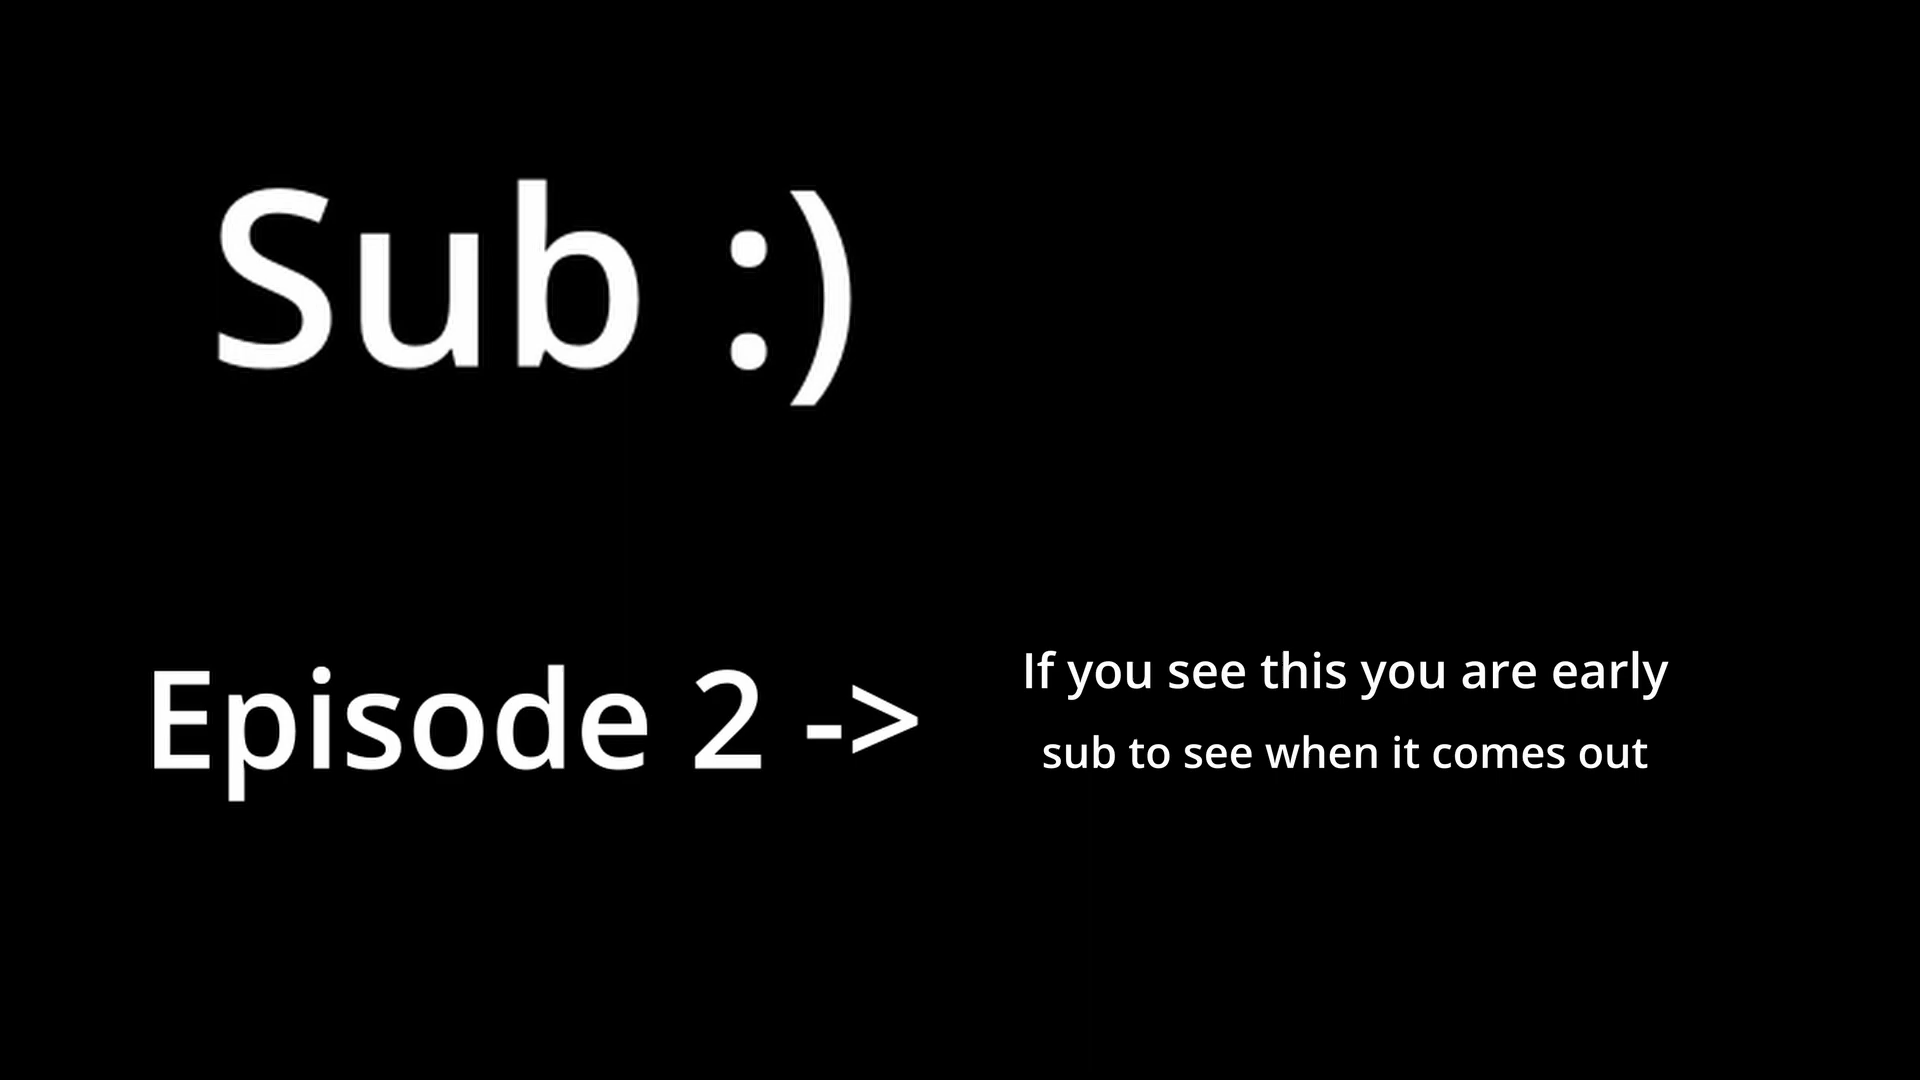 Sub :)
Episode 2 ->
If you see this you are early
sub to see when it comes out